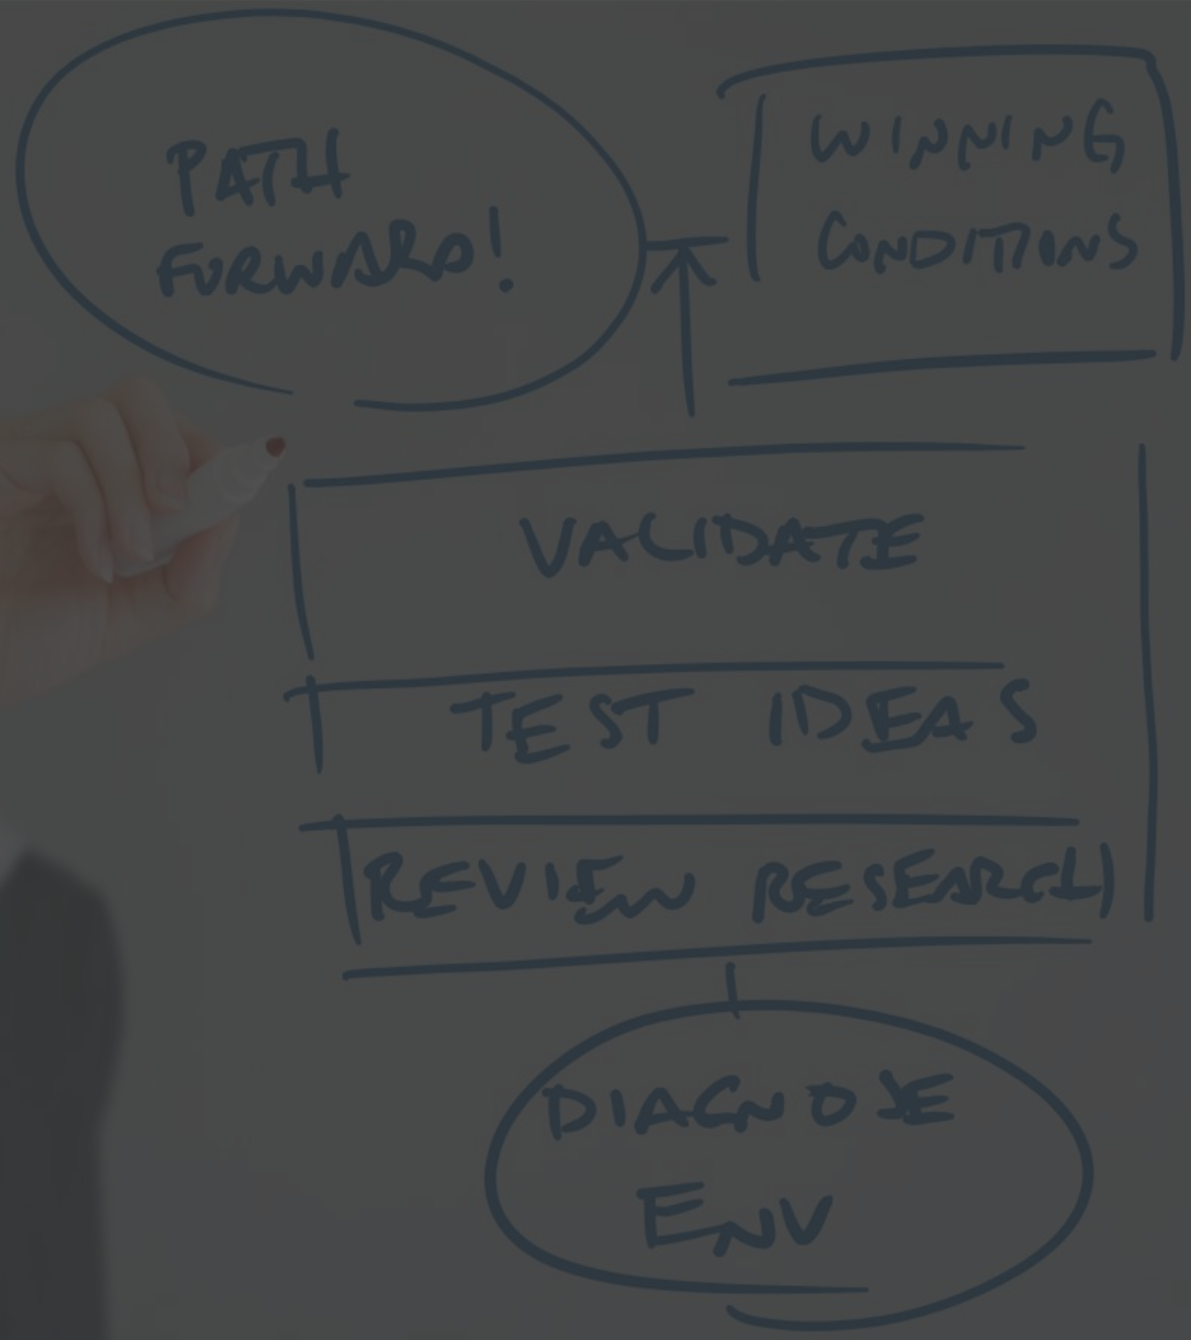 PATH
FORWARD!
WINNING
CONDITIONS
VALIDATE
TEST IDEAS
REVIEW RESEARCH
DIAGNOSE
ENV